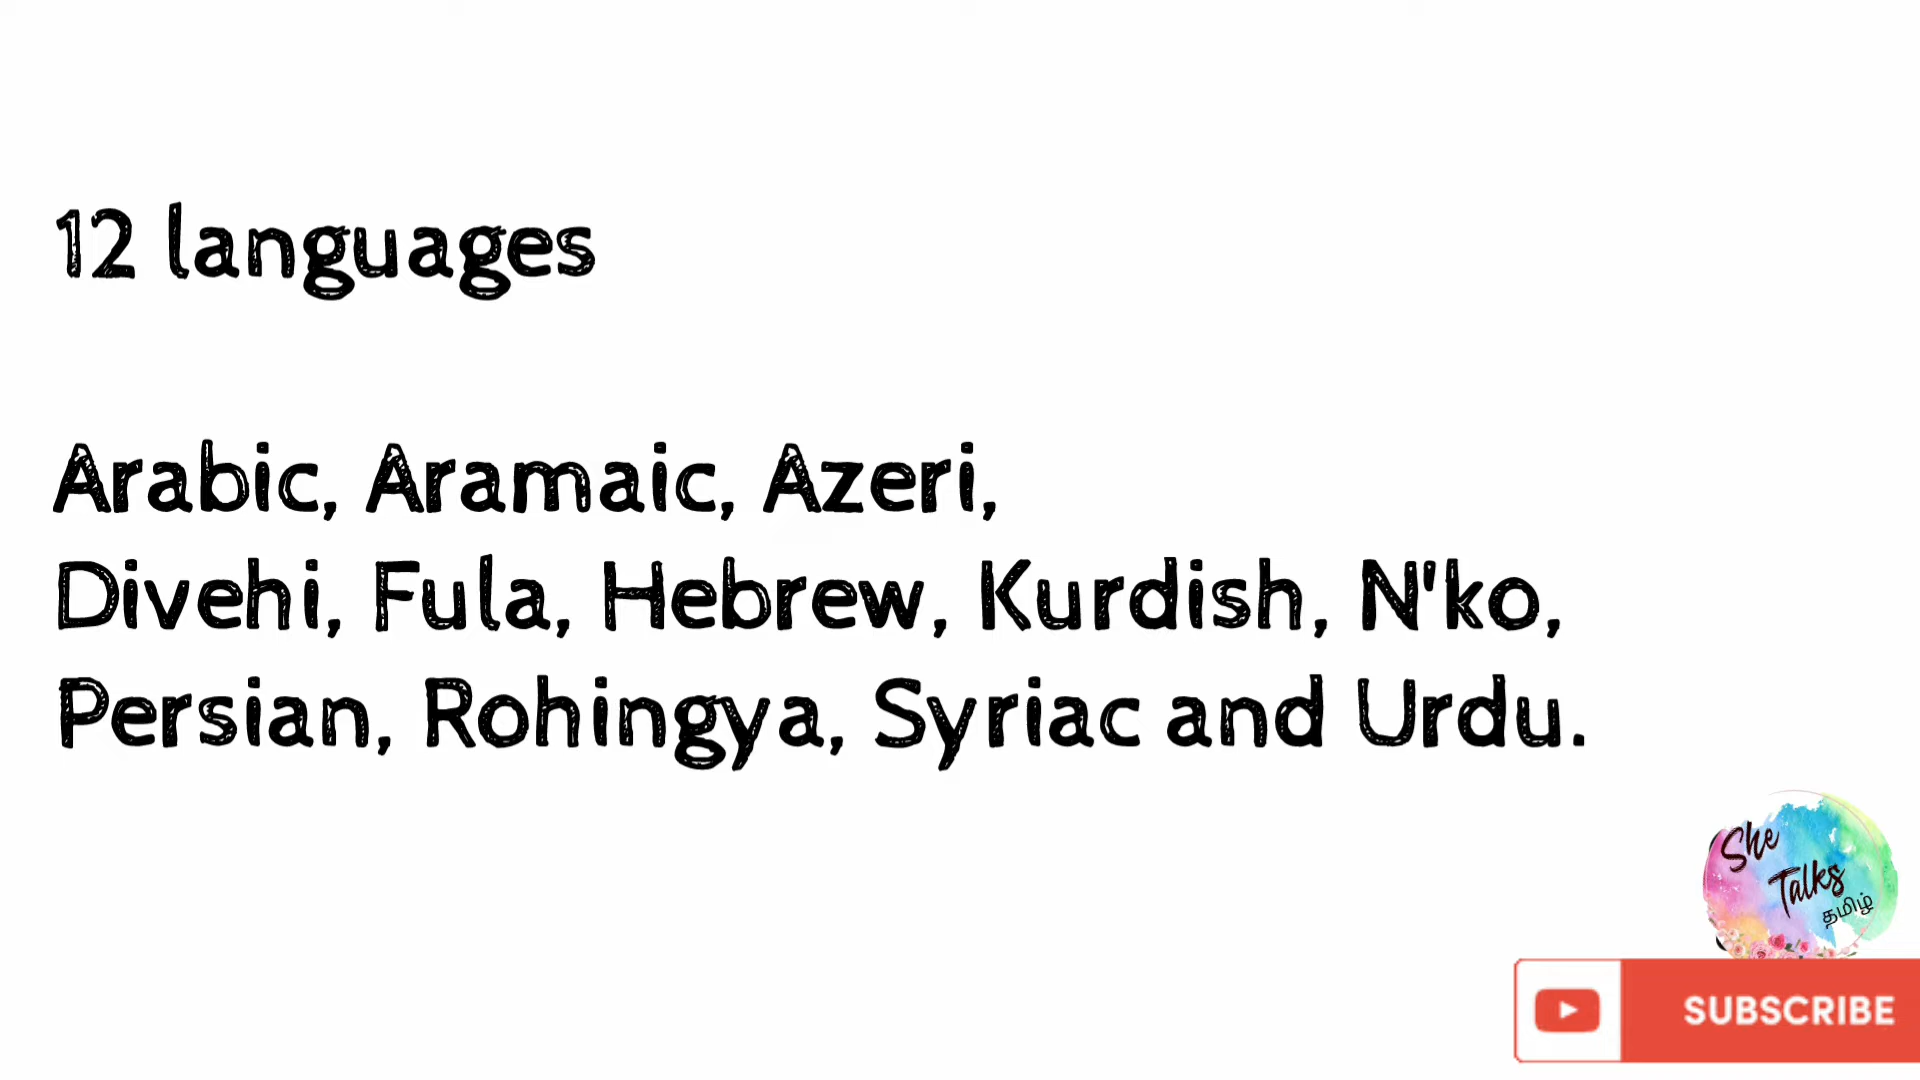 12 languages
Arabic, Aramaic, Azeri,
Divehi, Fula, Hebrew, Kurdish, N'ko,
Persian, Rohingya, Syriac and Urdu.
She
Talks
தமிழ்
SUBSCRIBE